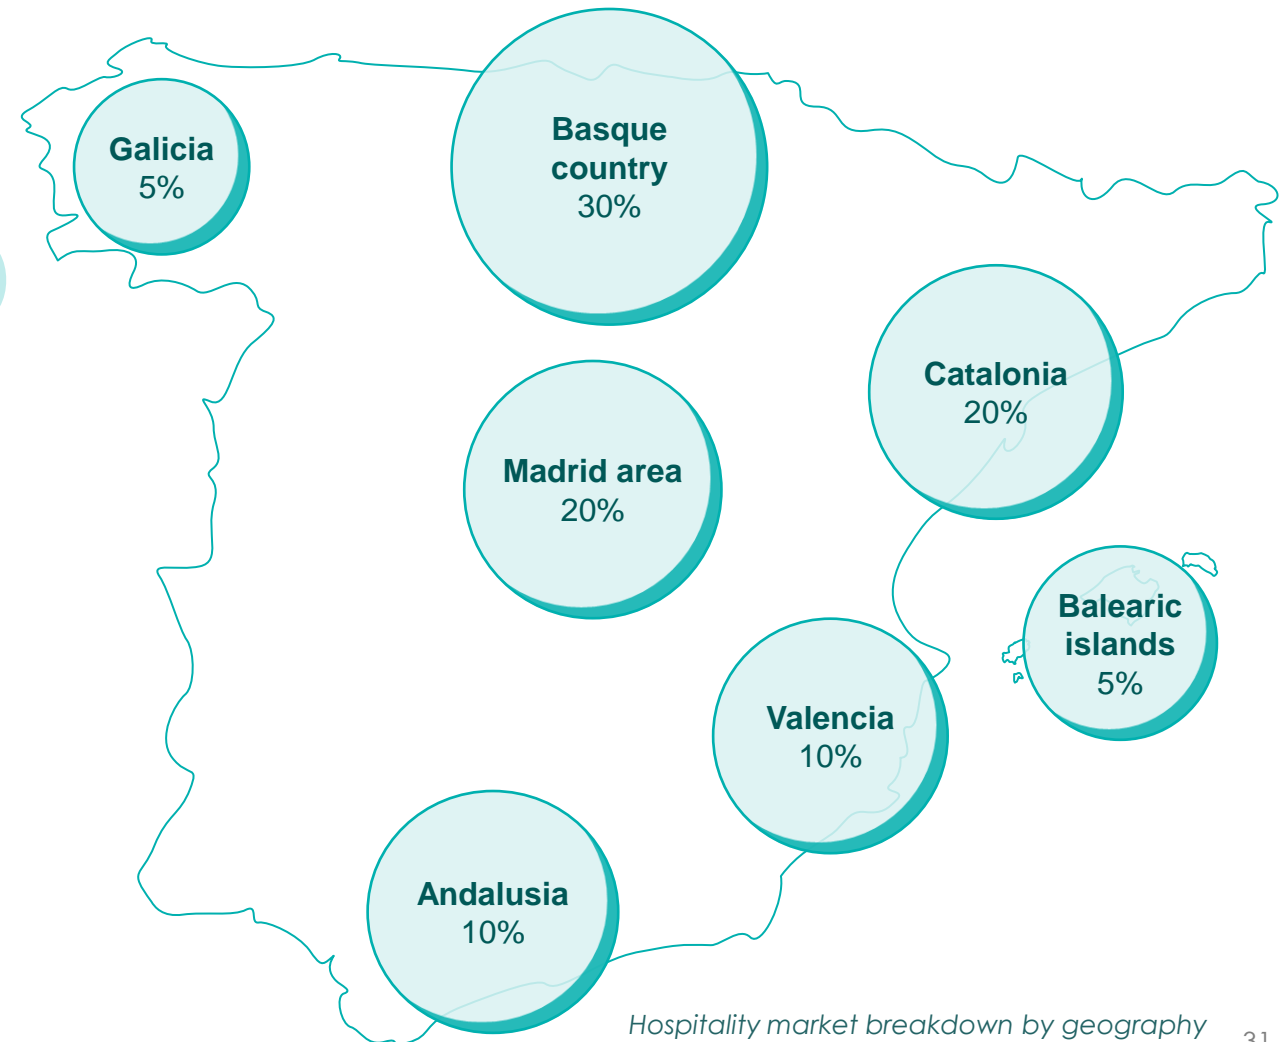 Galicia
5%
Basque
country
30%
Catalonia
20%
Madrid area
20%
Balearic
islands
5%
Valencia
10%
Andalusia
10%
Hospitality market breakdown by geography
31